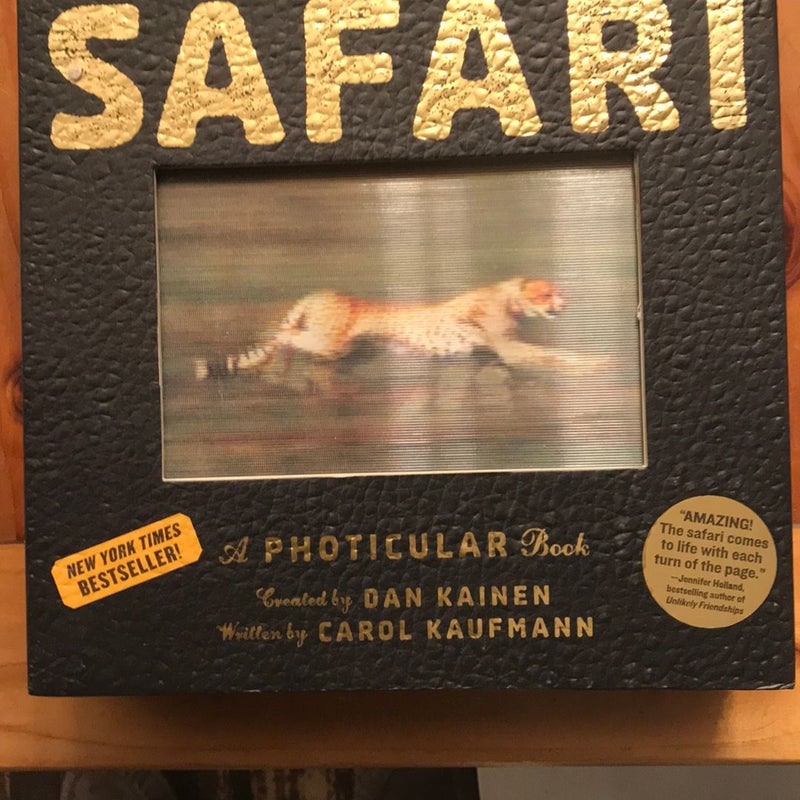 SAFARI
NEW YORK TIMES
BESTSELLER!
A PHOTICULAR Book
Created by DAN KAINEN
Written by CAROL KAUFMANN
"AMAZING!
The safari comes
to life with each
turn of the page."
—Jennifer Holland,
bestselling author of
Unlikely Friendships